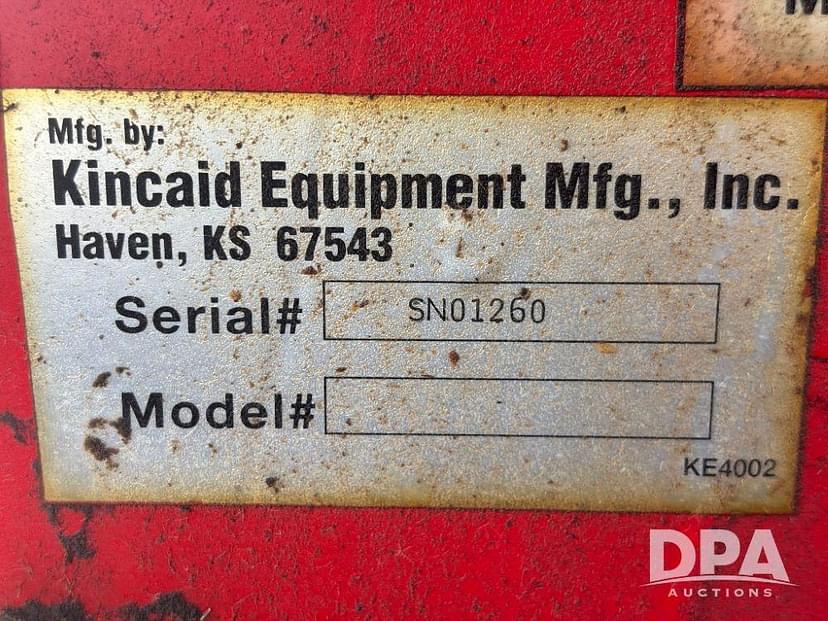 M
Mfg. by:
Kincaid Equipment Mfg., Inc.
Haven, KS 67543
Serial# SN01260
Model#
KE4002
DPA
AUCTIONS